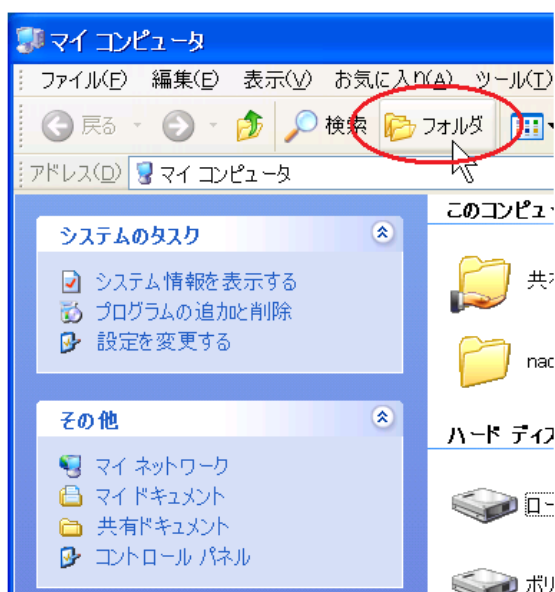 マイ コンピュータ
ファイル(F) 編集(E) 表示(V) お気に入り(A) ツール(T)
戻る 検索 フォルダ
アドレス(D) マイ コンピュータ
このコンピュ
システムのタスク
システム情報を表示する
プログラムの追加と削除
設定を変更する
共
nac
その他
ハード ディス
マイ ネットワーク
マイ ドキュメント
共有ドキュメント
コントロール パネル
ロー
ボリ